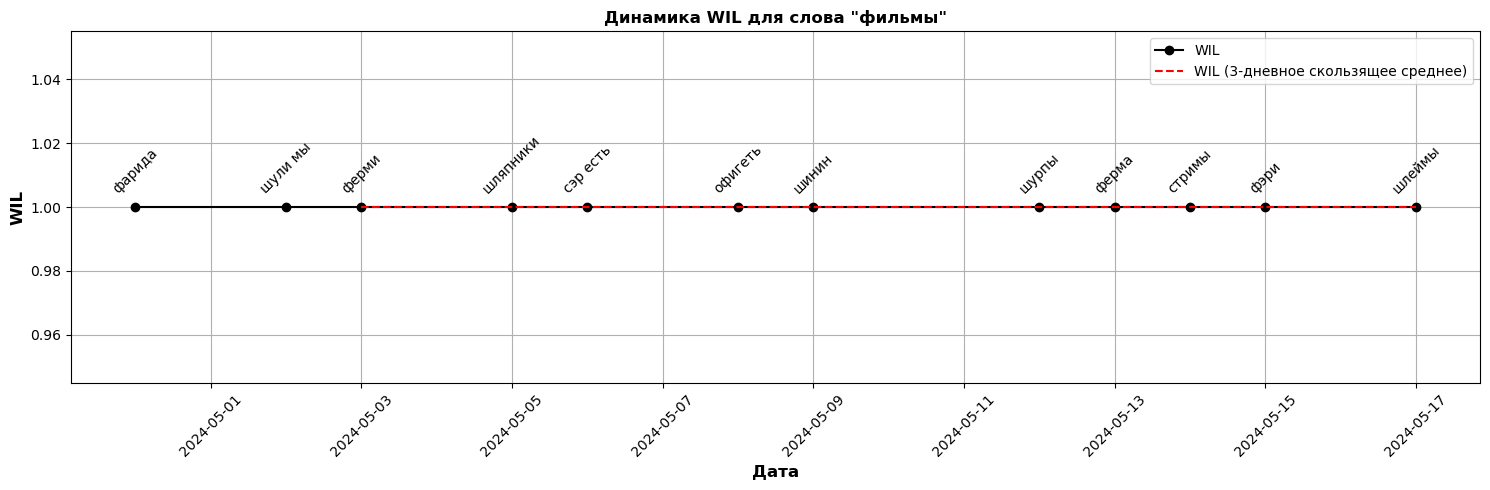 Динамика WIL для слова "фильмы"
WIL
WIL (3-дневное скользящее среднее)
1.04
1.02
1.00
0.98
0.96
WIL
фарида
шули мы
ферми
шляпники
сэр есть
офигеть
шинин
шурпы
ферма
стримы
фэри
шлеймы
2024-05-01
2024-05-03
2024-05-05
2024-05-07
2024-05-09
2024-05-11
2024-05-13
2024-05-15
2024-05-17
Дата